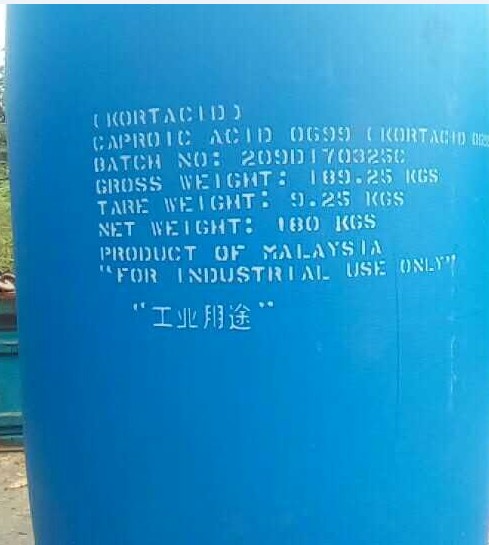 (KORTACID)
CAPROIC ACID 0699 (KORTACID
BATCH NO: 209D170325C
GROSS WEIGHT: 189.25 KGS
TARE WEIGHT: 9.25 KGS
NET WEIGHT: 180 KGS
PRODUCT OF MALAYSIA
"FOR INDUSTRIAL USE ONLY"
"工业用途"